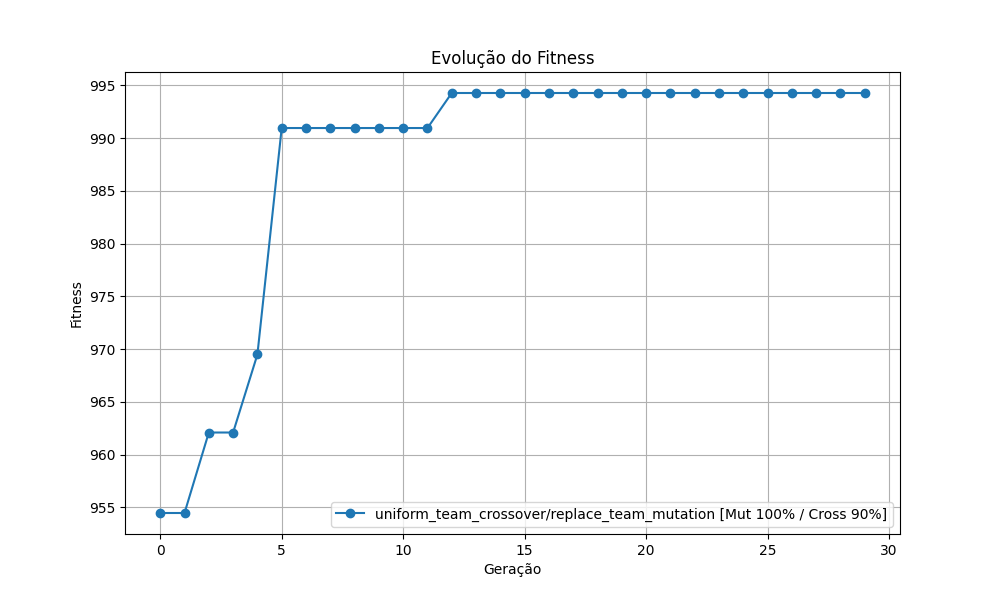 Evolução do Fitness
995
990
985
980
975
970
965
960
955
Fitness
0 5 10 15 20 25 30
Geração
uniform_team_crossover/replace_team_mutation [Mut 100% / Cross 90%]